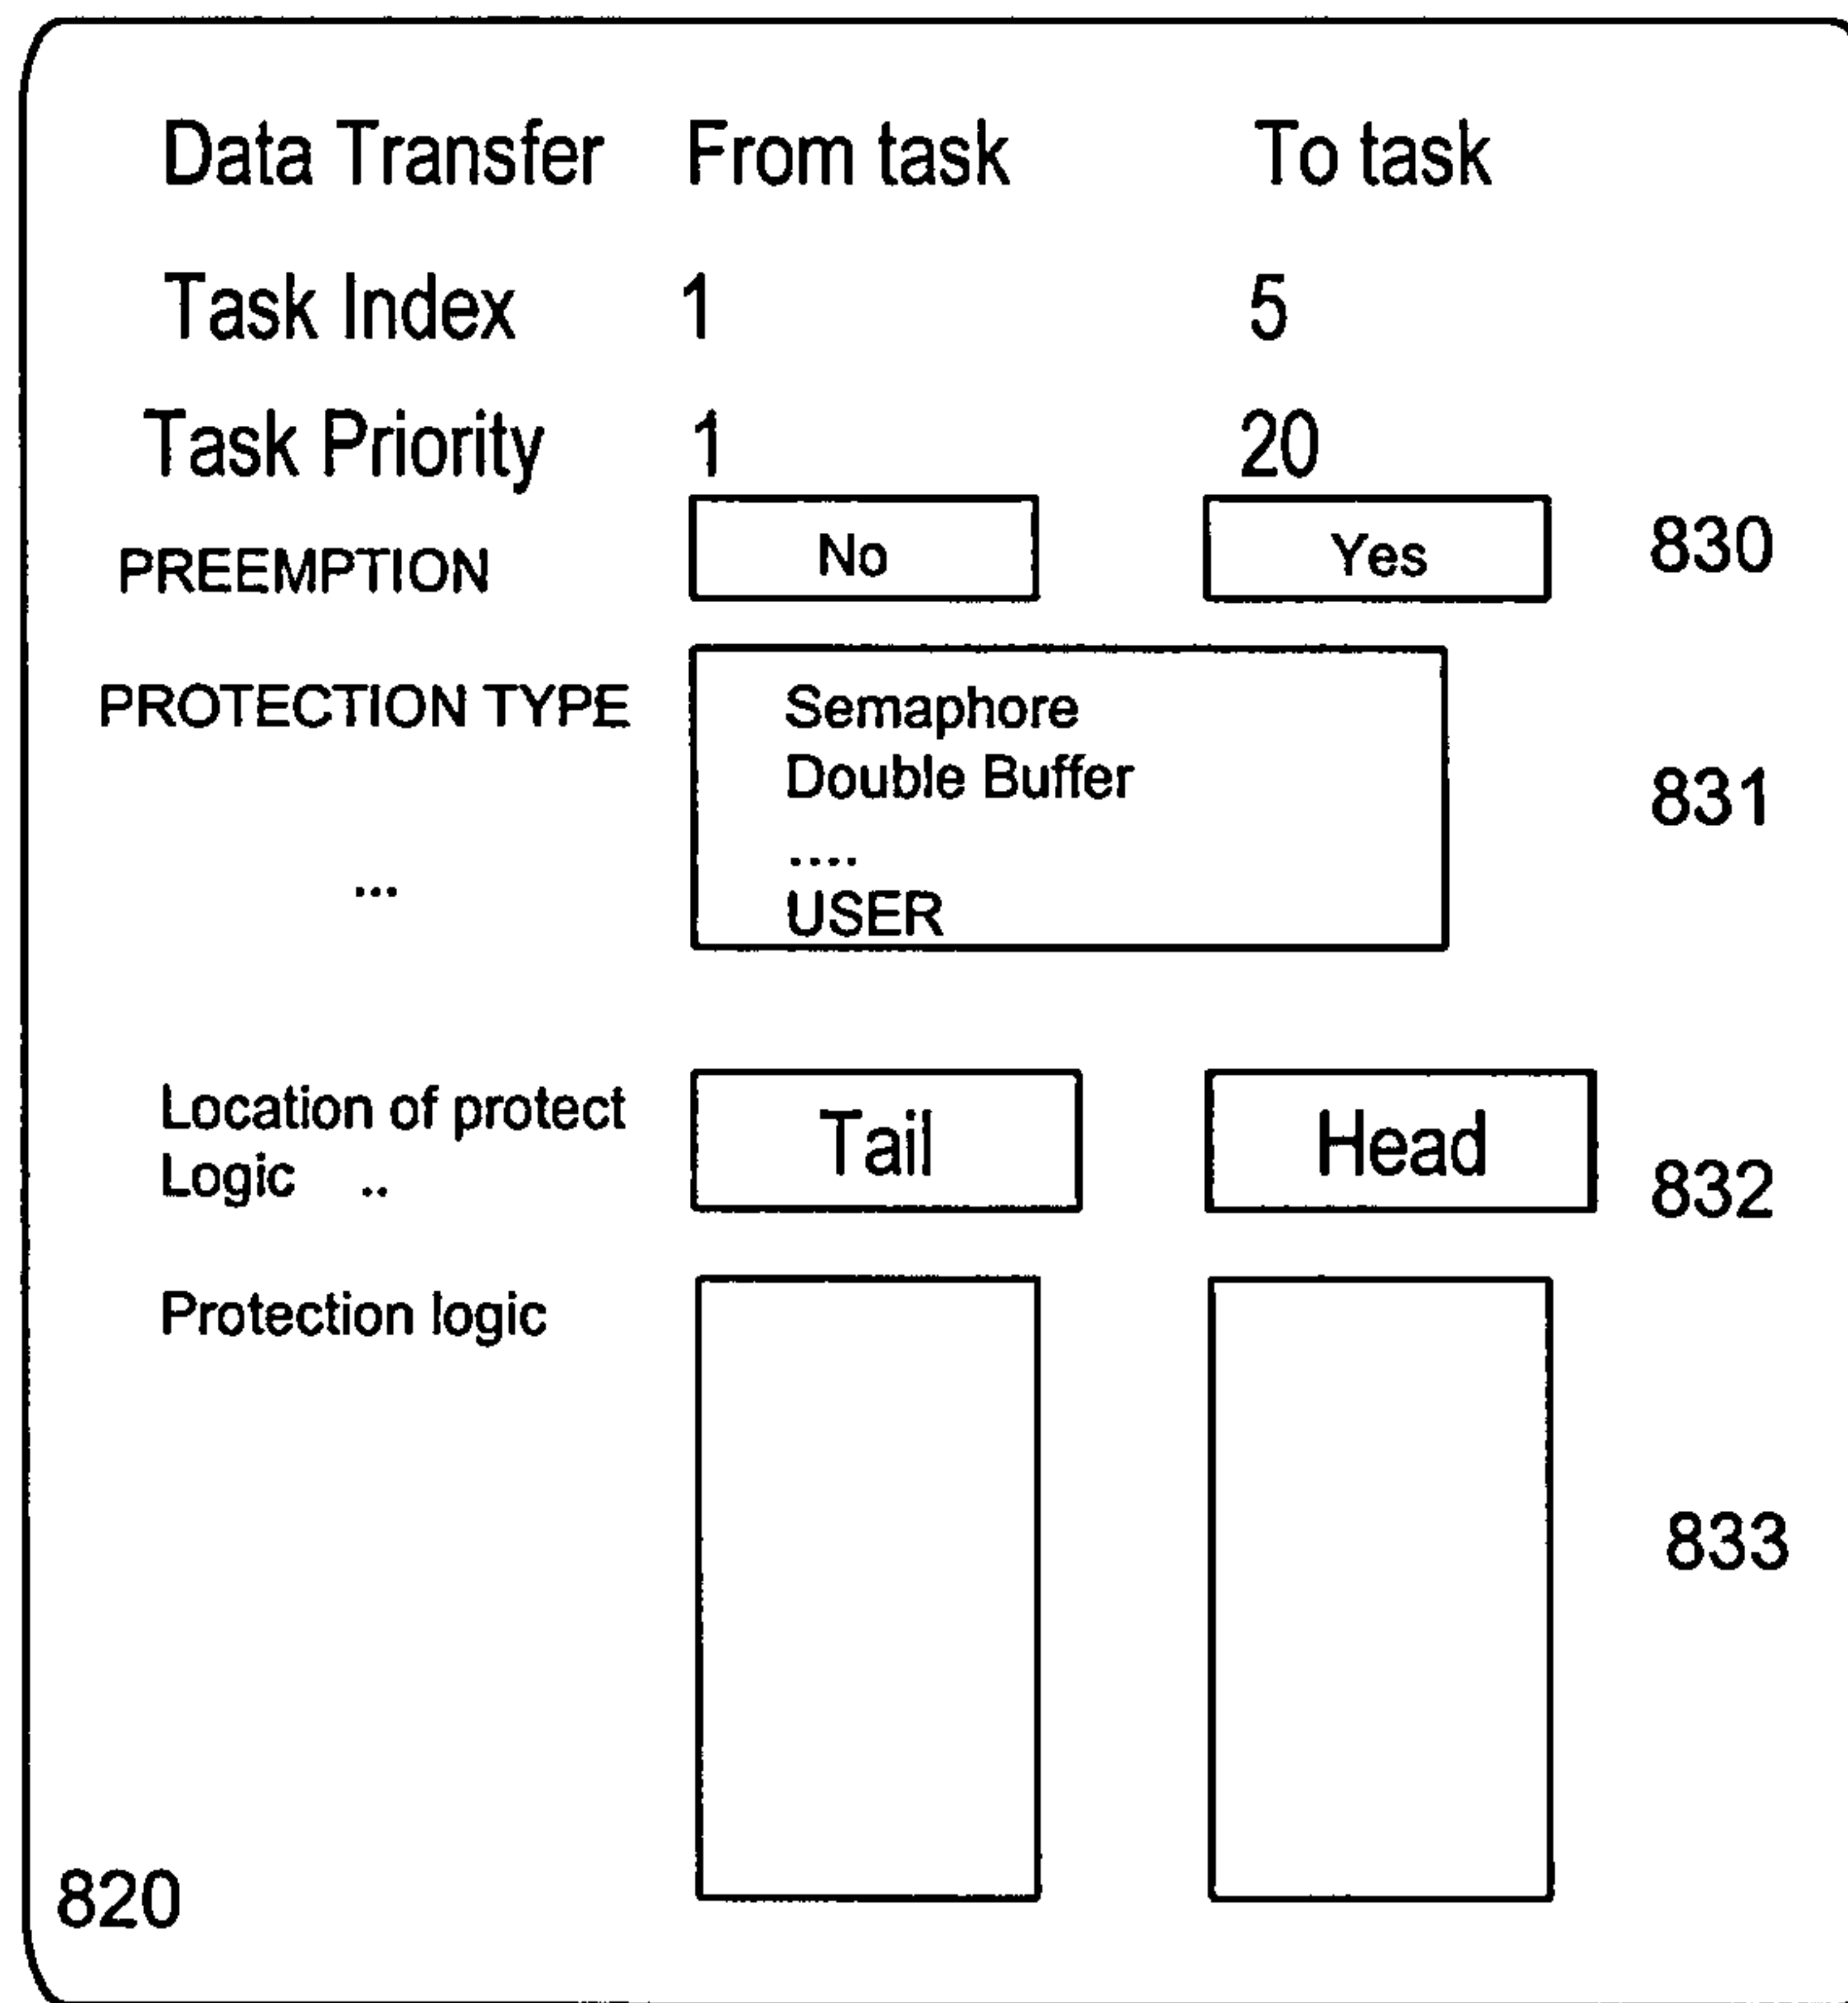 Data Transfer From task To task
Task Index 1 5
Task Priority 1 20
PREEMPTION No Yes 830
PROTECTION TYPE Semaphore
Double Buffer 831
....
...
USER
Location of protect
Logic .. Tail Head 832
Protection logic
833
820